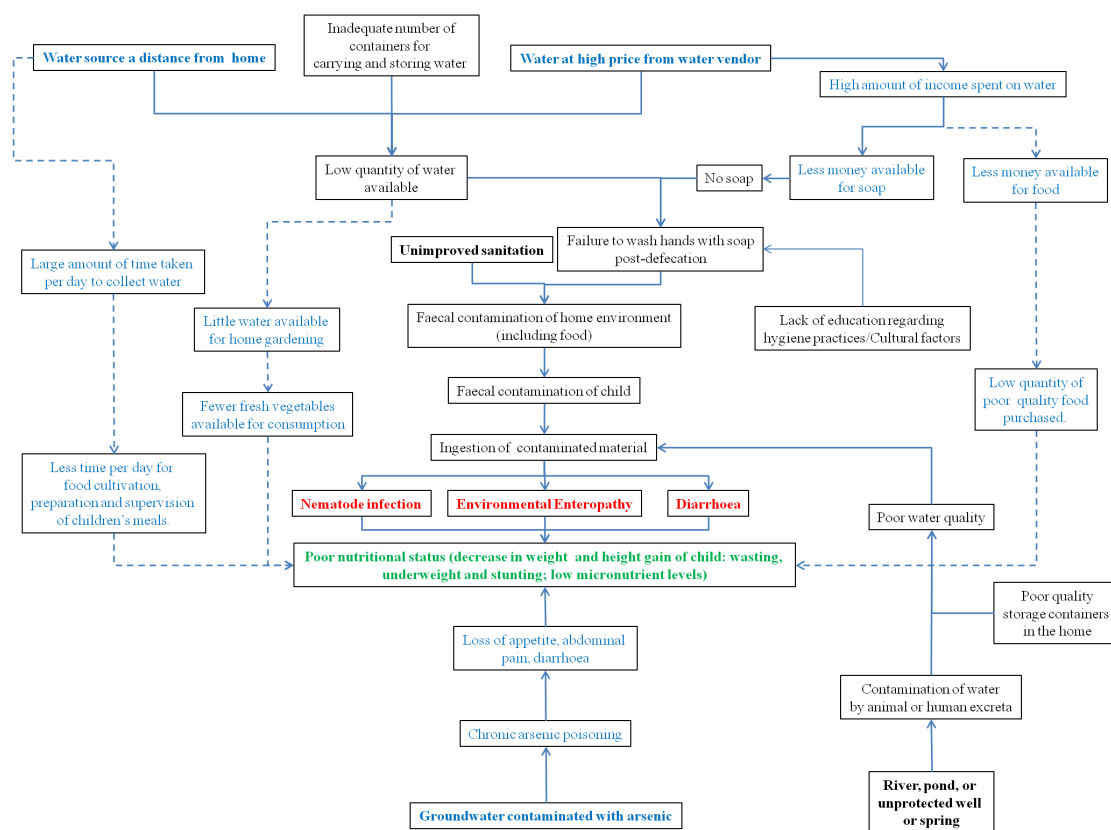 Inadequate number of
containers for
carrying and storing water
Water source a distance from home
Water at high price from water vendor
High amount of income spent on water
Low quantity of water
available
No soap
Less money available
for soap
Less money available
for food
Unimproved sanitation
Failure to wash hands with soap
post-defecation
Large amount of time taken
per day to collect water
Little water available
for home gardening
Faecal contamination of home environment
(including food)
Lack of education regarding
hygiene practices/Cultural factors
Faecal contamination of child
Fewer fresh vegetables
available for consumption
Low quantity of
poor quality food
purchased.
Ingestion of contaminated material
Less time per day for
food cultivation,
preparation and supervision
of children's meals.
Nematode infection
Environmental Enteropathy
Diarrhoea
Poor water quality
Poor nutritional status (decrease in weight and height gain of child: wasting,
underweight and stunting; low micronutrient levels)
Poor quality
storage containers
in the home
Loss of appetite, abdominal
pain, diarrhoea
Contamination of water
by animal or human excreta
Chronic arsenic poisoning
Groundwater contaminated with arsenic
River, pond, or
unprotected well
or spring